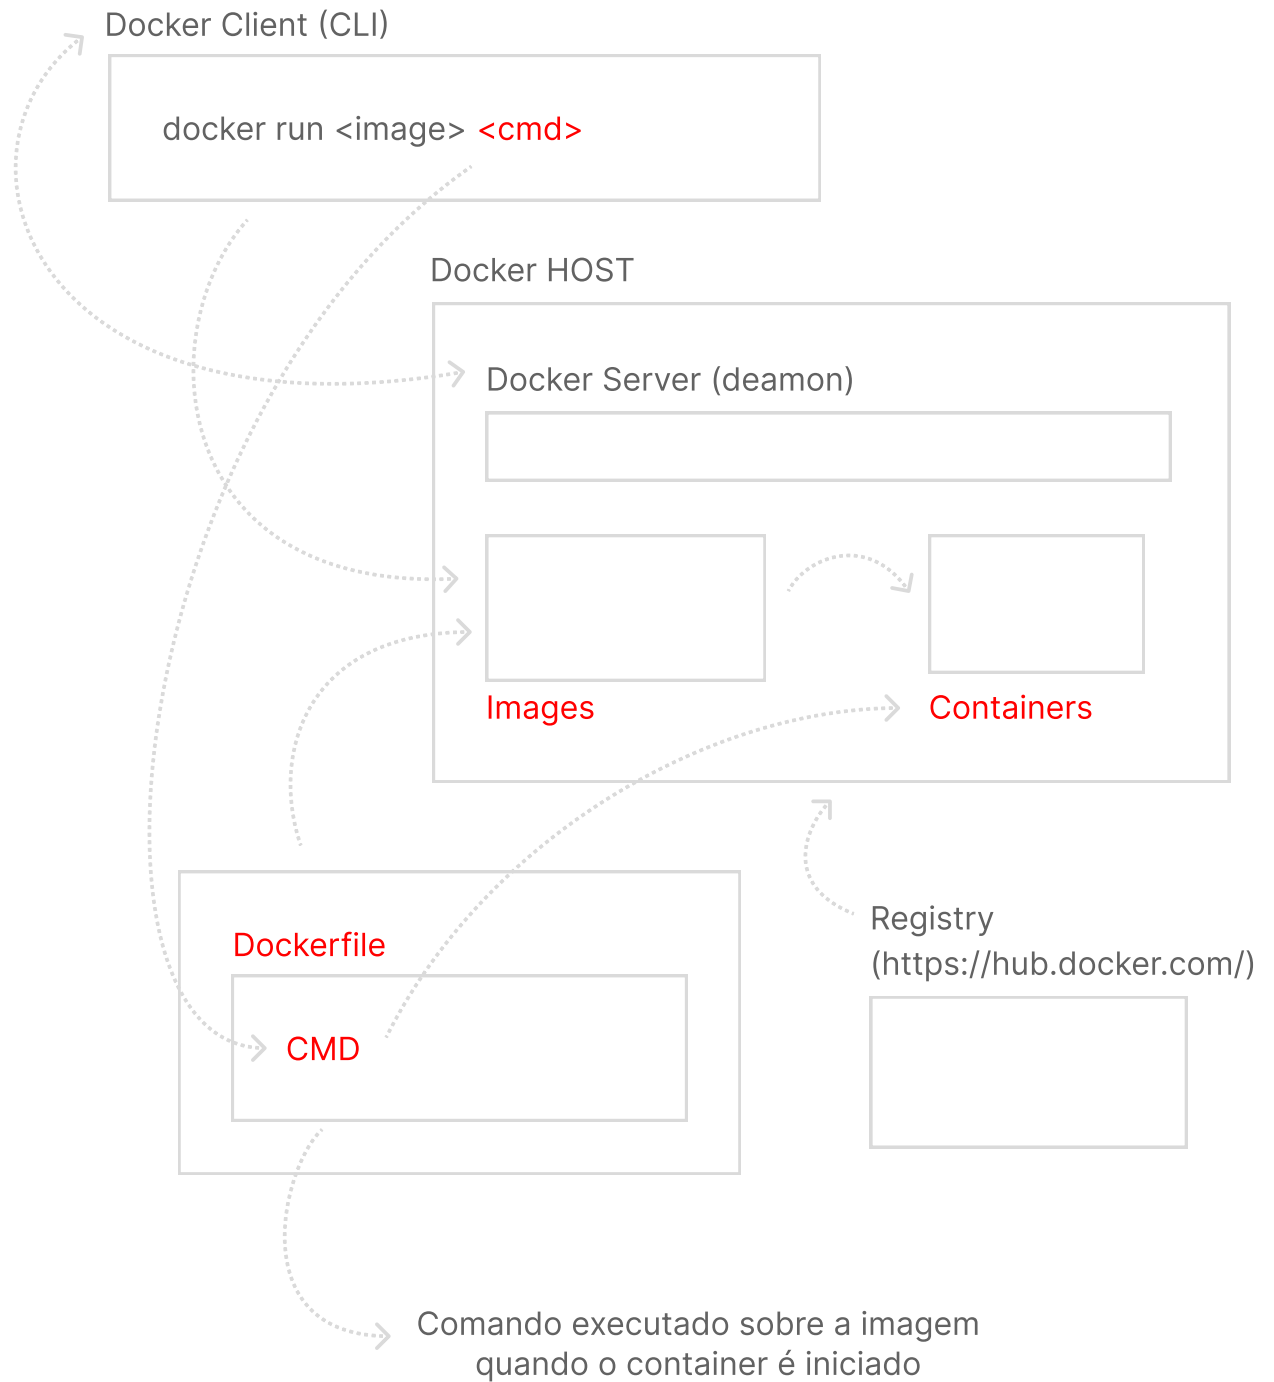 Docker Client (CLI)
docker run <image> <cmd>
Docker HOST
Docker Server (deamon)
Images
Containers
Dockerfile
CMD
Registry
(https://hub.docker.com/)
Comando executado sobre a imagem
quando o container é iniciado